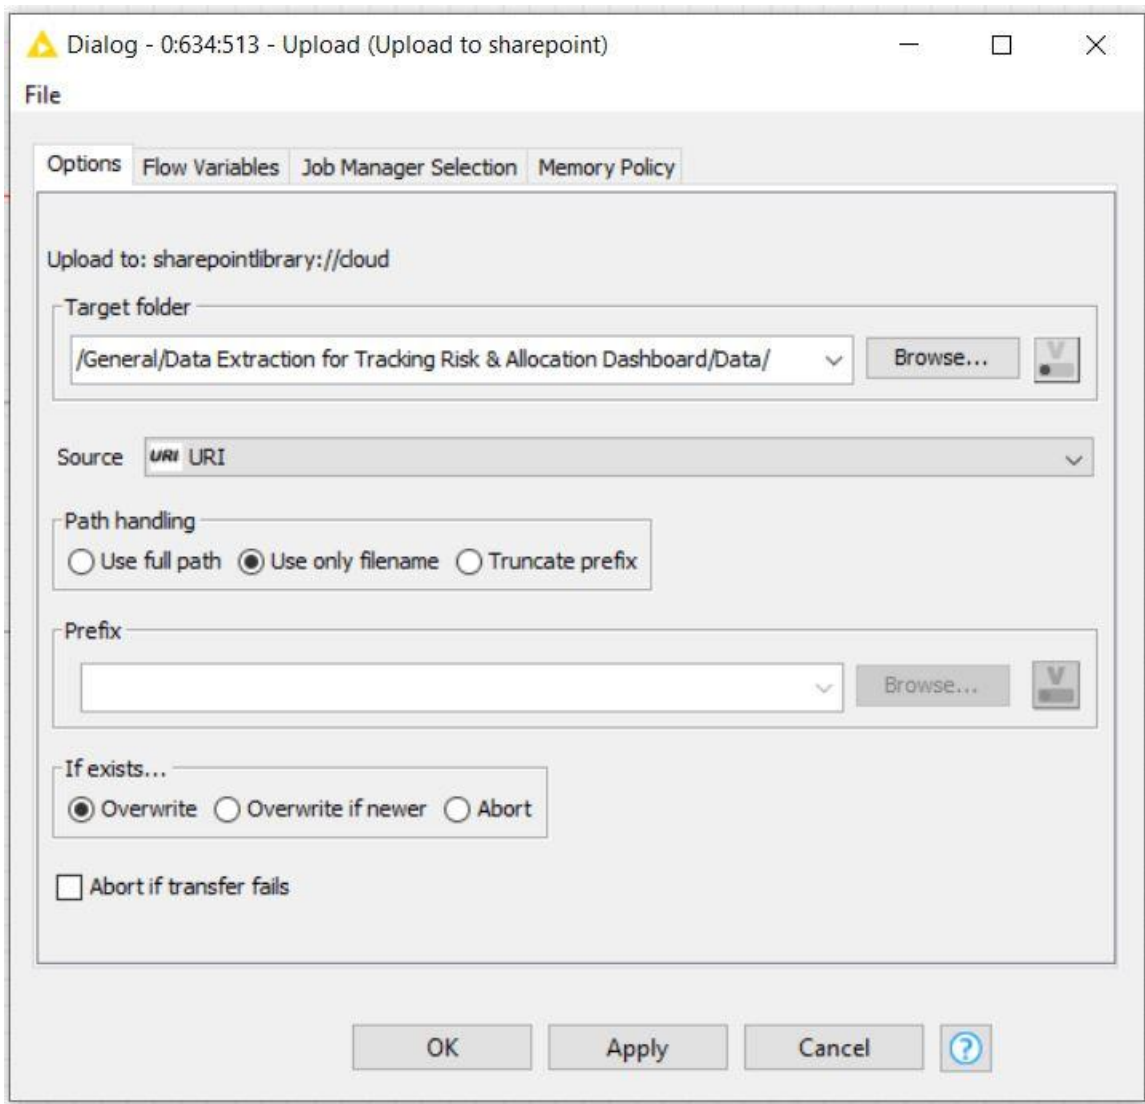 Dialog - 0:634:513 - Upload (Upload to sharepoint)
File
Options Flow Variables Job Manager Selection Memory Policy
Upload to: sharepointlibrary://cloud
Target folder
/General/Data Extraction for Tracking Risk & Allocation Dashboard/Data/ Browse... V
Source URI URI
Path handling
Use full path Use only filename Truncate prefix
Prefix
Browse... V
If exists...
Overwrite Overwrite if newer Abort
Abort if transfer fails
OK Apply Cancel ?